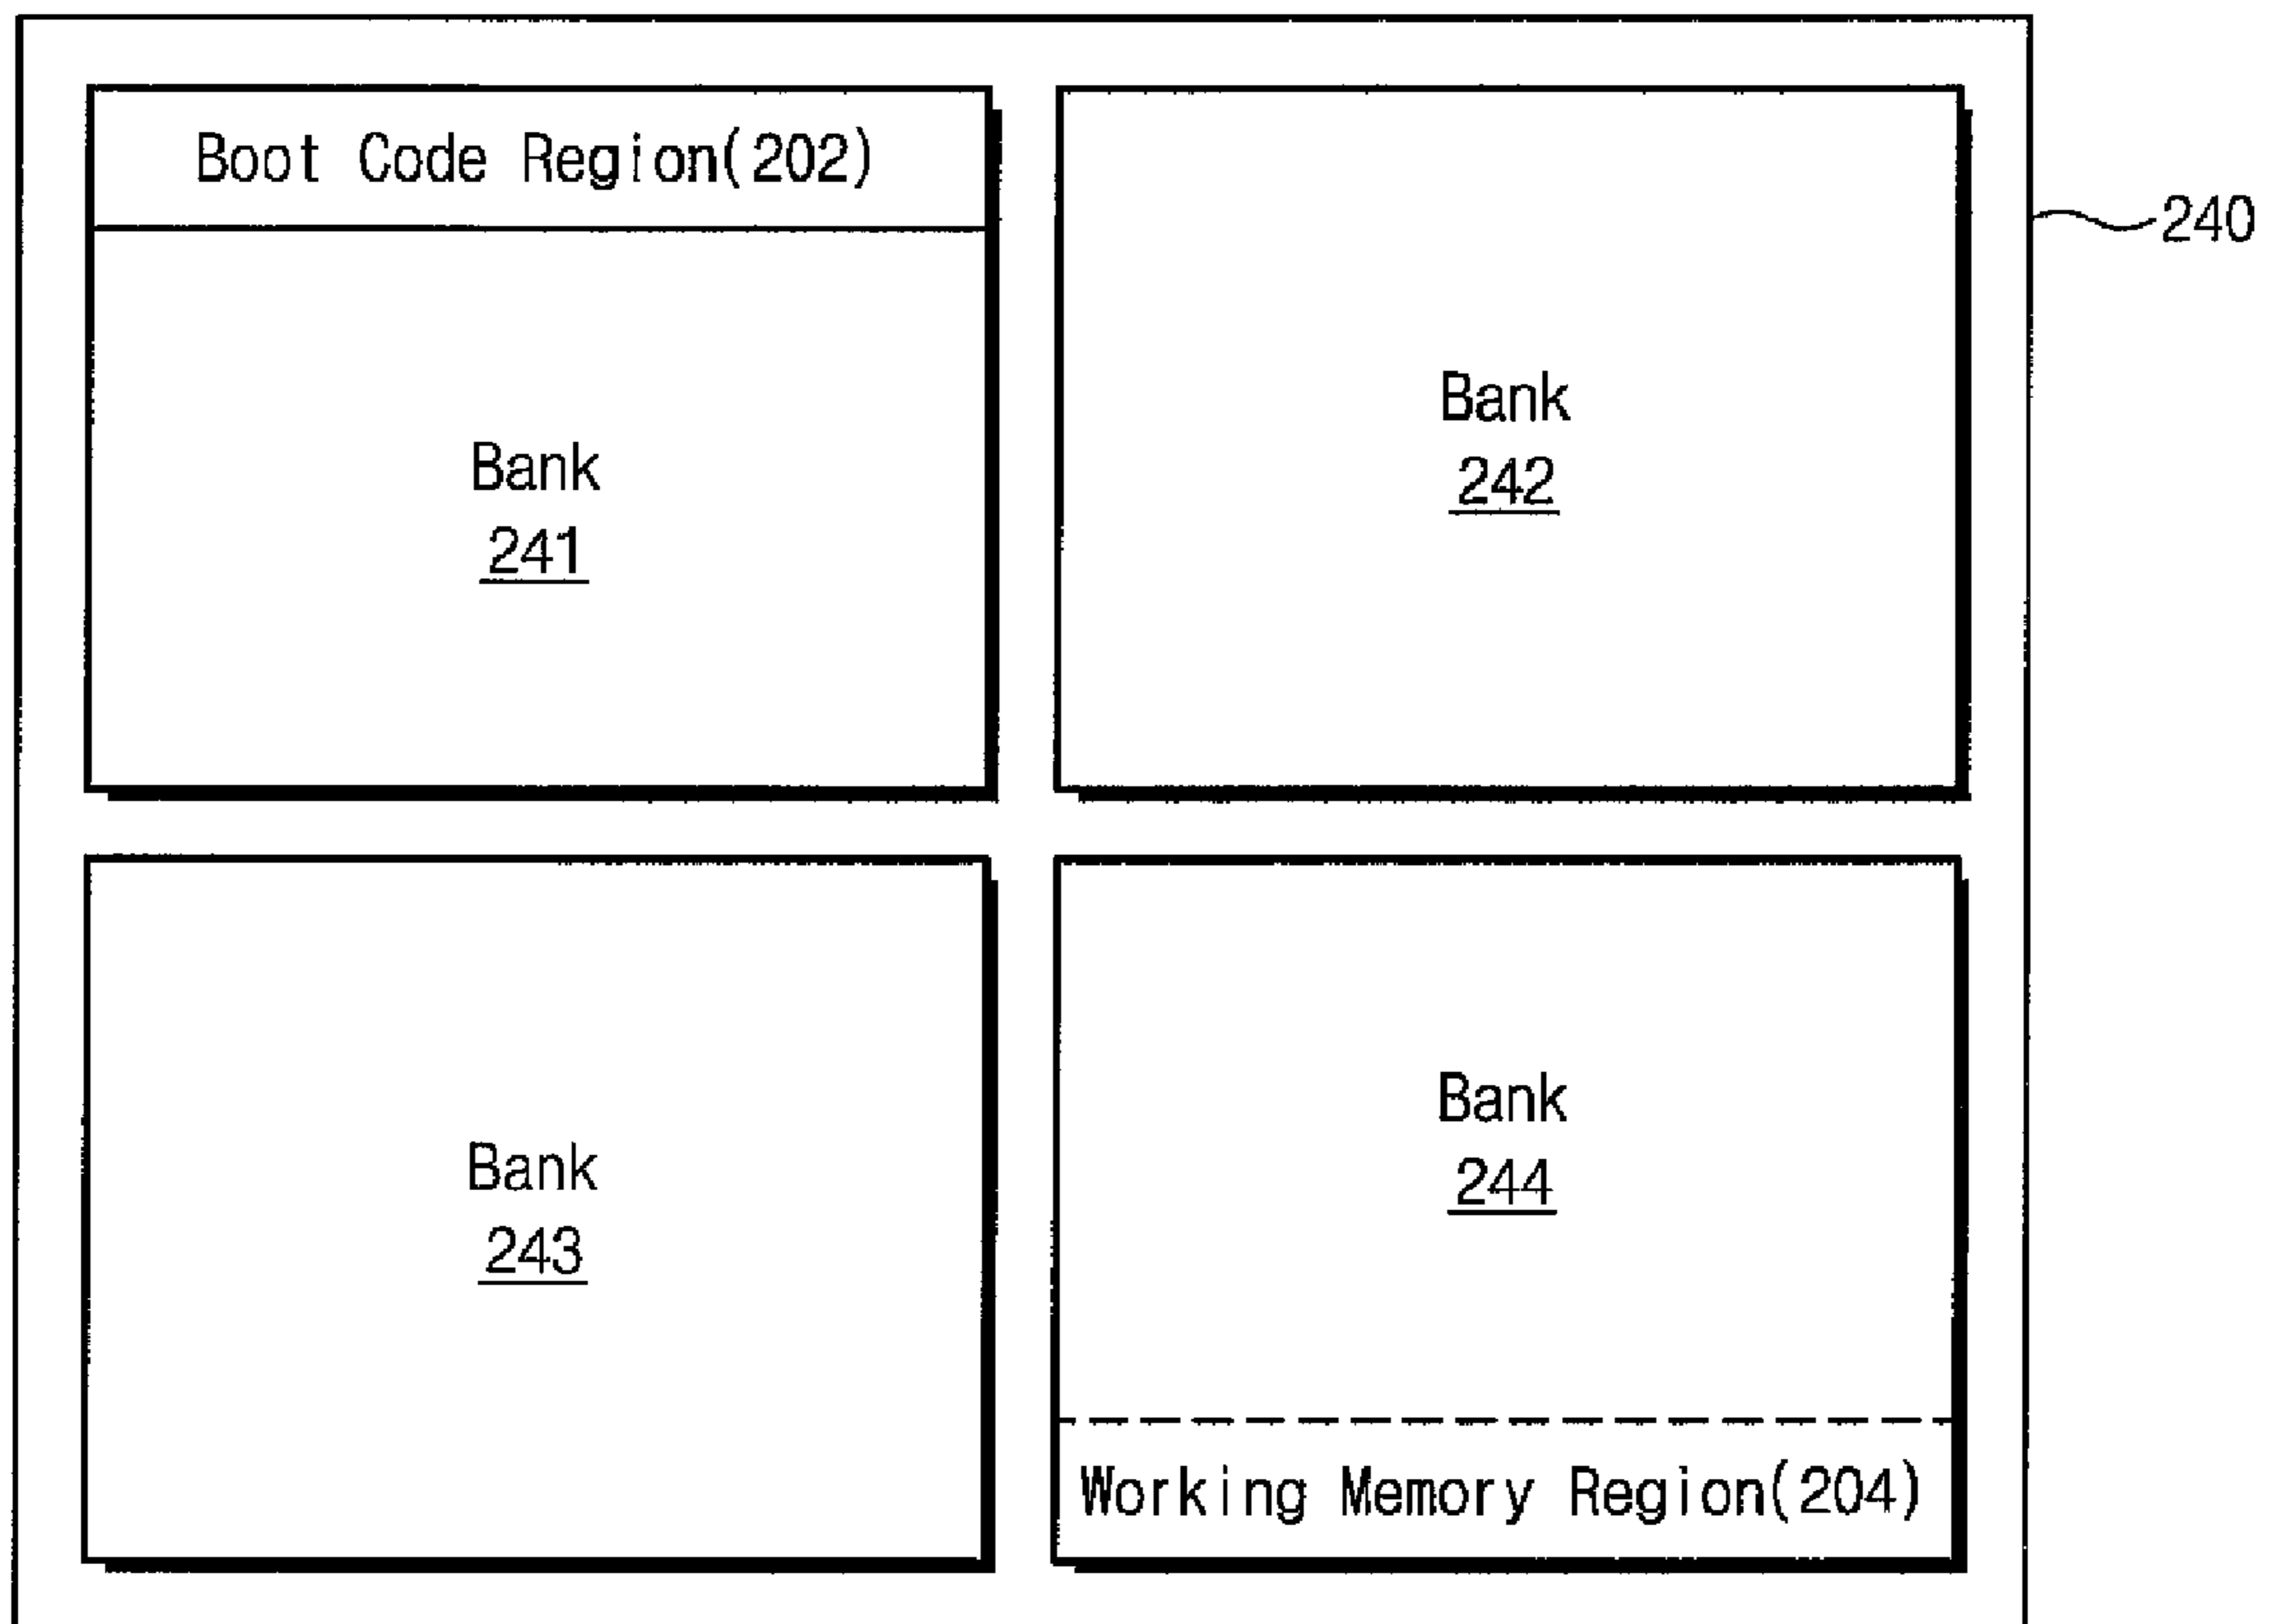 Boot Code Region(202)
240
Bank
241
Bank
242
Bank
243
Bank
244
Working Memory Region(204)